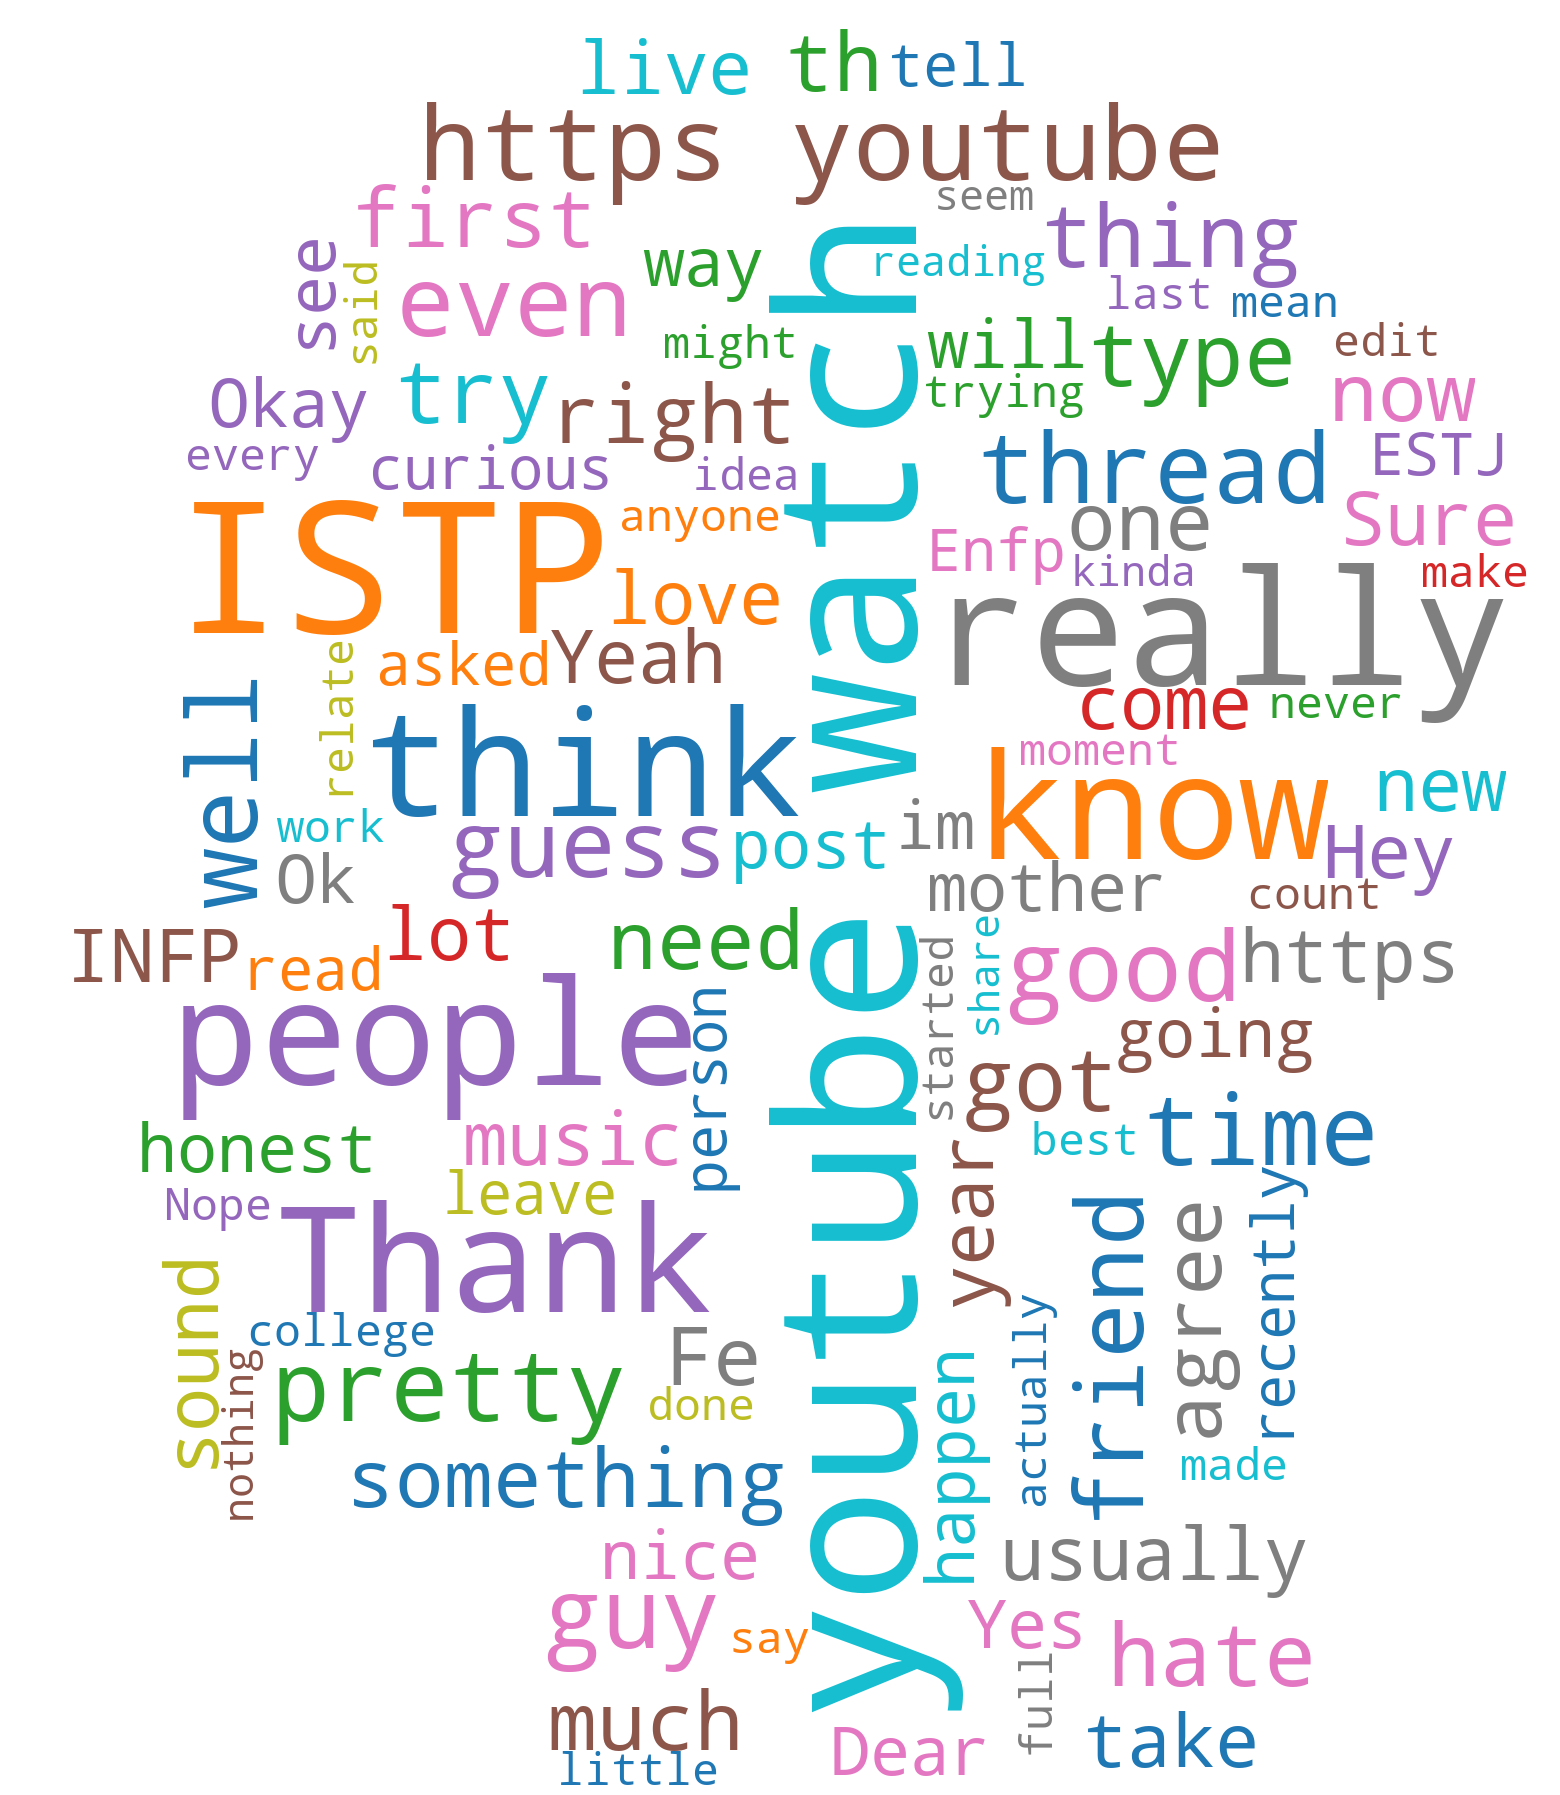 live th tell
https youtube
first seem thing
see said even way reading last mean
might will type edit
Okay try right trying now
every curious idea thread ESTJ
ISTP anyone Enfp one Sure
love kinda make
really
asked Yeah come never
relate well think moment
know new
work guess post im Hey
Ok mother count
INFP read lot need started share good https
people person got going
honest music best time
Nope leave year
Thank friend agree recently
sound college Fe
nothing pretty done happen actually
something made
youtube watch
nice usually
guy say Yes hate
much full
little Dear take